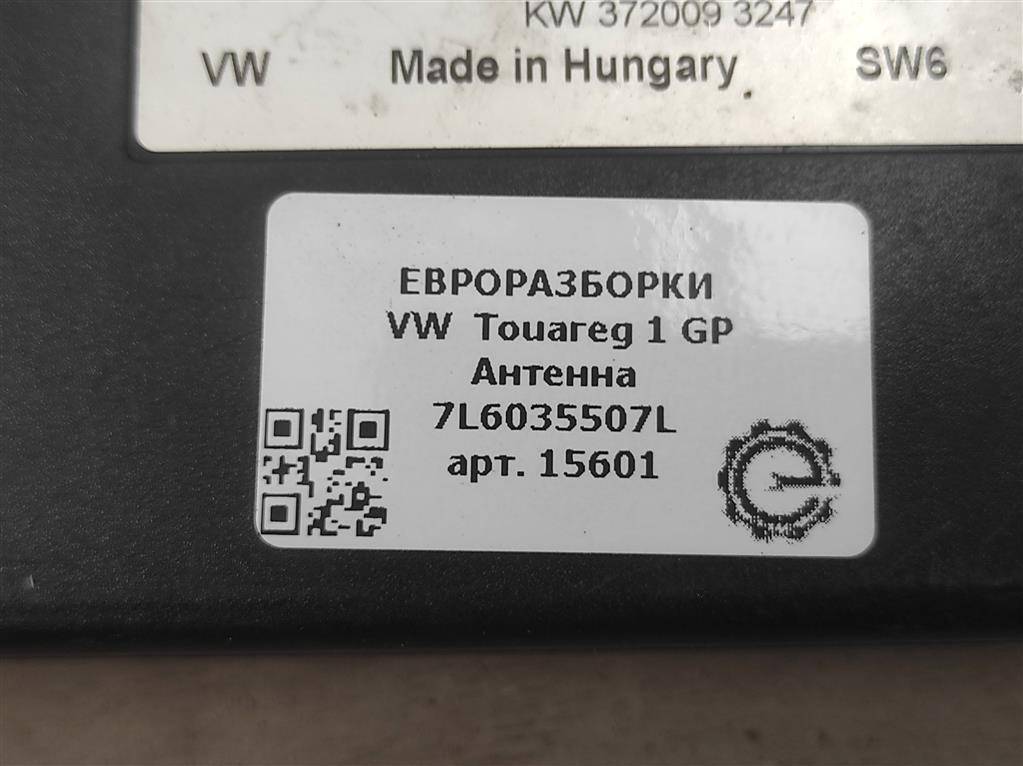 KW 372009 3247
VW Made in Hungary SW6
ЕВРОРАЗБОРКИ
VW Touareg 1 GP
Антенна
7L6035507L
арт. 15601